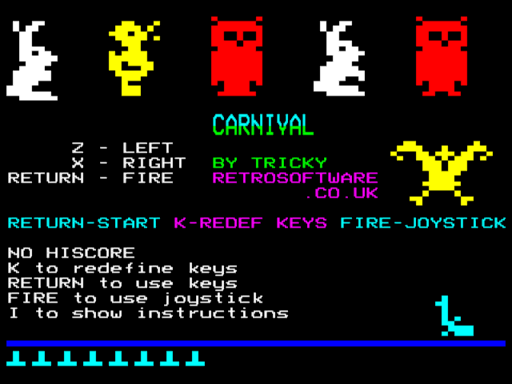 CARNIVAL
Z - LEFT
X - RIGHT BY TRICKY
RETURN - FIRE RETROSOFTWARE
.CO.UK
RETURN-START K-REDEF KEYS FIRE-JOYSTICK
NO HISCORE
K to redefine keys
RETURN to use keys
FIRE to use joystick
I to show instructions